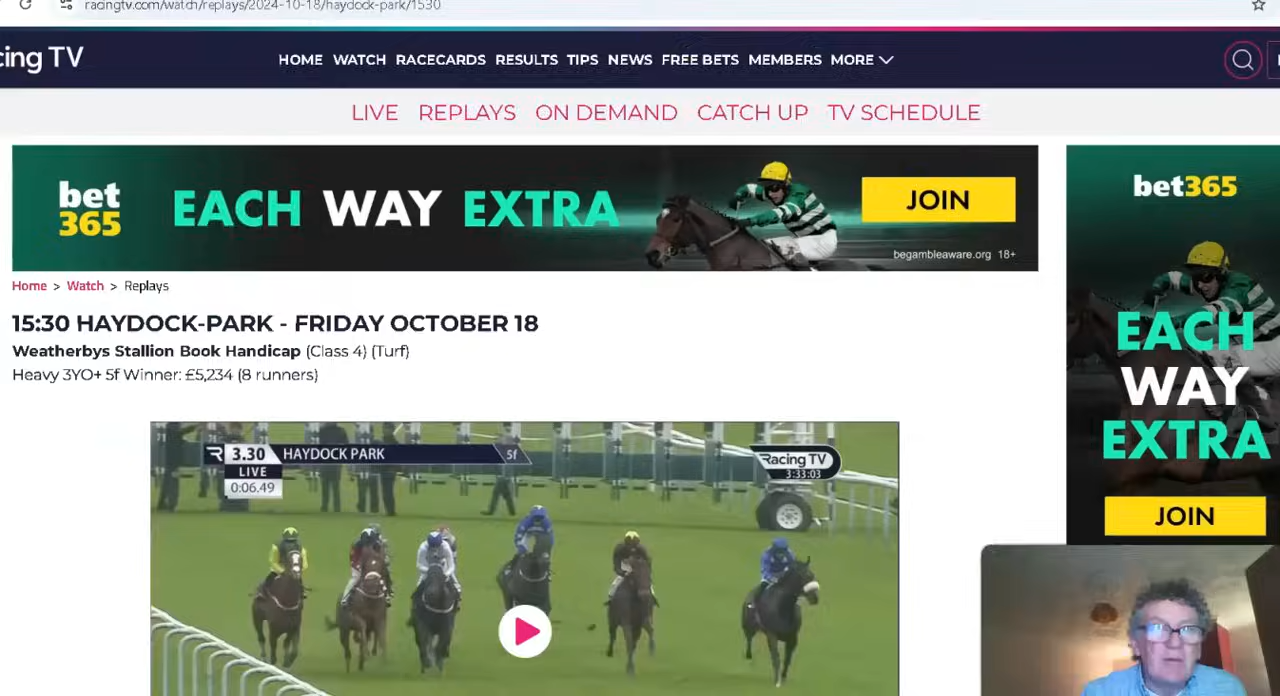 racingtv.com/watch/replays/2024-10-18/haydock-park/1530
cing TV
HOME WATCH RACECARDS RESULTS TIPS NEWS FREE BETS MEMBERS MORE
LIVE REPLAYS ON DEMAND CATCH UP TV SCHEDULE
bet
365
EACH WAY EXTRA
JOIN
begambleaware.org 18+
bet365
EACH
WAY
EXTRA
JOIN
Home > Watch > Replays
15:30 HAYDOCK-PARK - FRIDAY OCTOBER 18
Weatherbys Stallion Book Handicap (Class 4) (Turf)
Heavy 3YO+ 5f Winner: £5,234 (8 runners)
R 3.30 HAYDOCK PARK 5f
LIVE
0:06.49
Racing TV
3:33:03